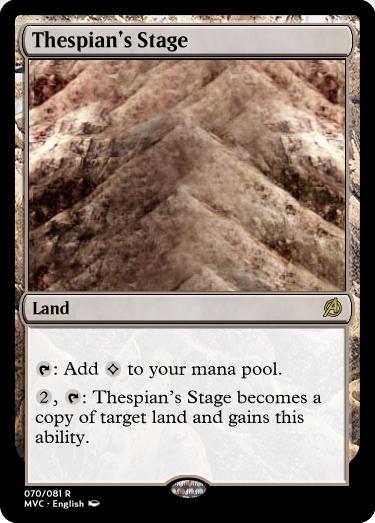 Thespian's Stage
Land
: Add to your mana pool.
2, : Thespian's Stage becomes a
copy of target land and gains this
ability.
070/081 R
MVC • English